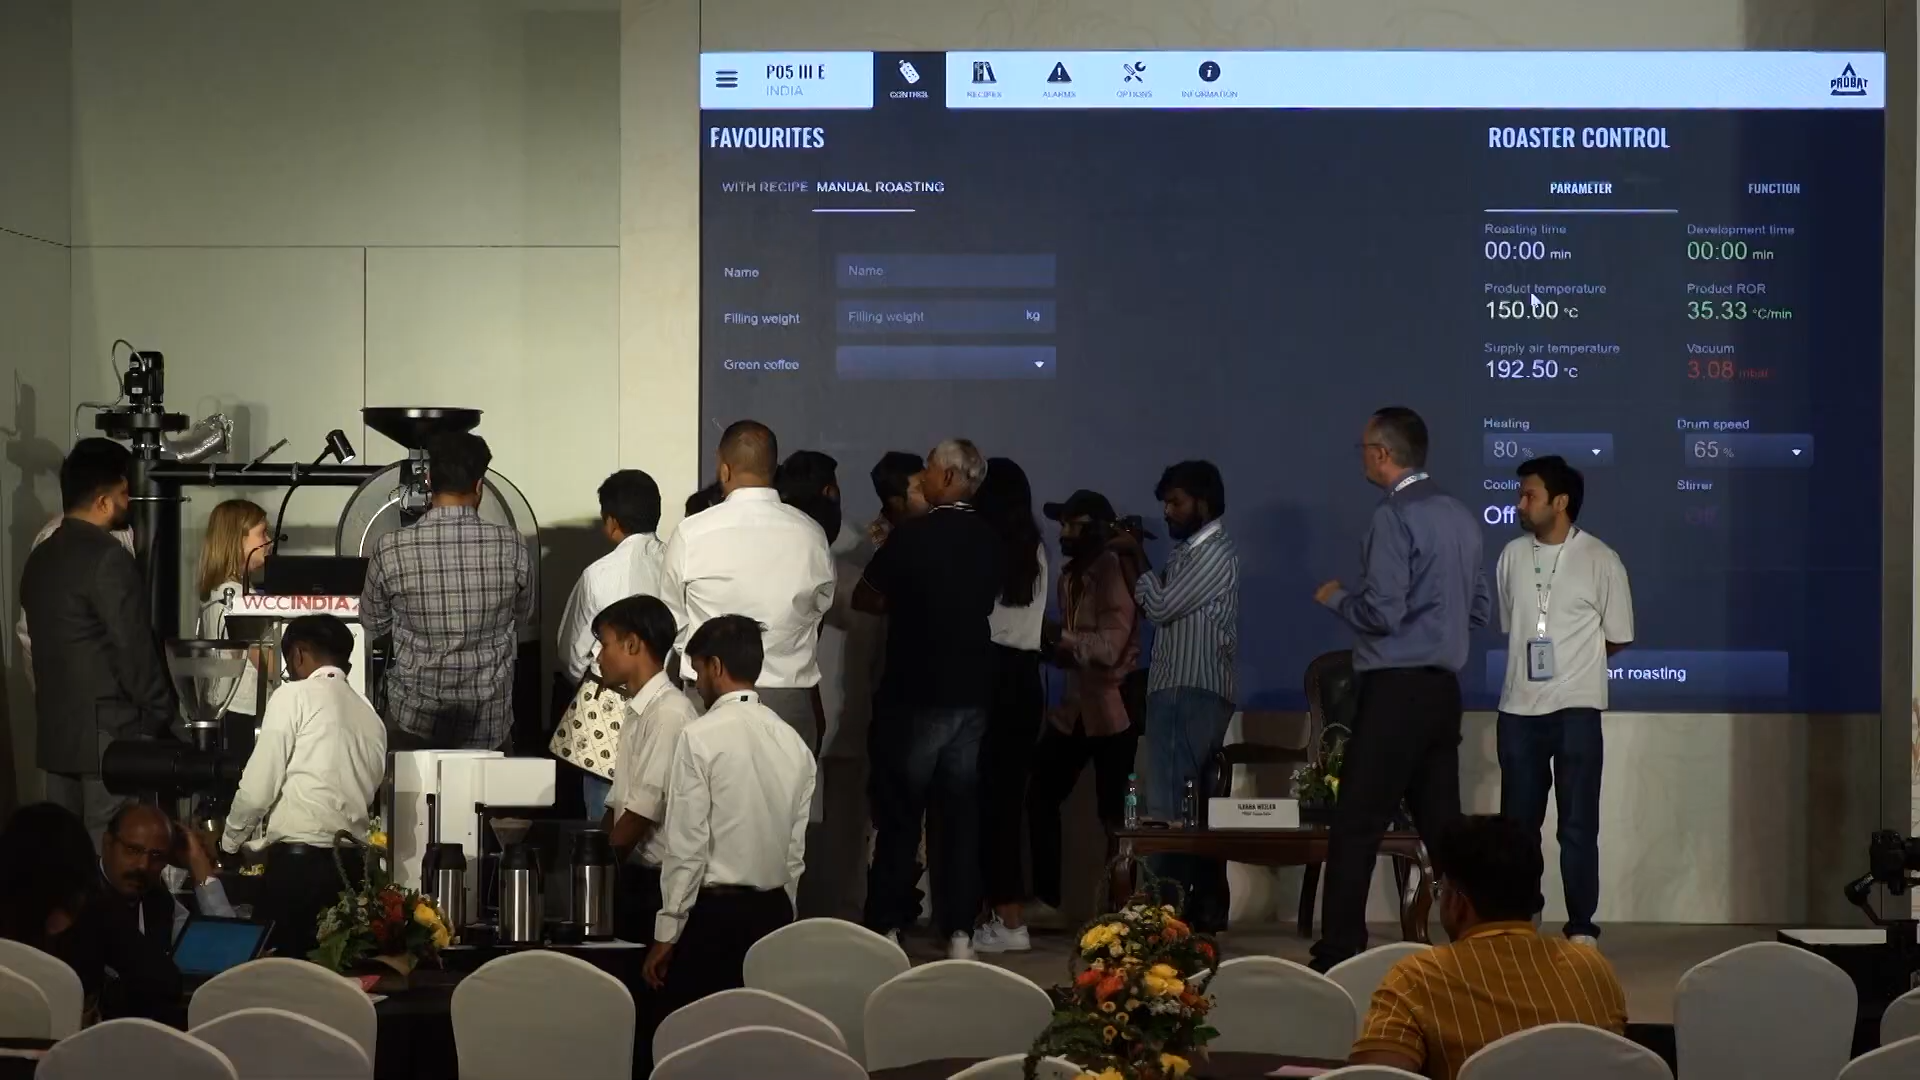 P05 III E
INDIA
CONTROL
RECIPES
ALARMS
OPTIONS
INFORMATION
PROBAT
FAVOURITES
WITH RECIPE
MANUAL ROASTING
Name
Name
Filling weight
Filling weight
kg
Green coffee
ROASTER CONTROL
PARAMETER
FUNCTION
Roasting time
00:00 min
Development time
00:00 min
Product temperature
150.00 °C
Product ROR
35.33 °C/min
Supply air temperature
192.50 °C
Vacuum
3.08 mbar
Heating
80 %
Drum speed
65 %
Coolin
Off
Stirrer
Off
art roasting
WCCINDIA